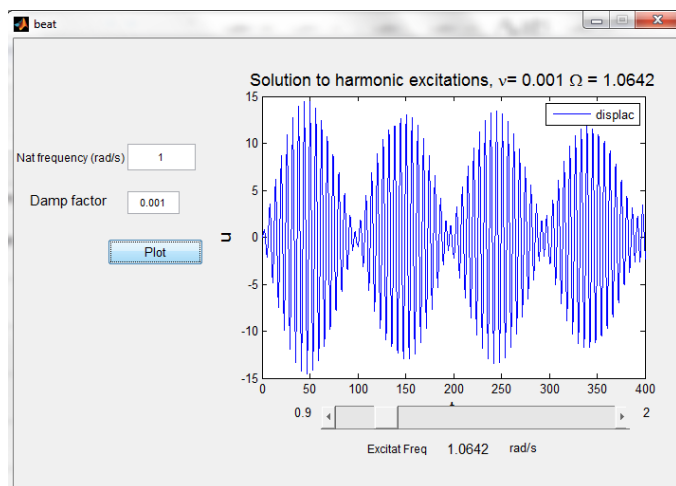 beat
Solution to harmonic excitations, ν= 0.001 Ω = 1.0642
displac
Nat frequency (rad/s) 1
Damp factor 0.001
Plot
u
15
10
5
0
-5
-10
-15
0 50 100 150 200 250 300 350 400
0.9 2
Excitat Freq 1.0642 rad/s